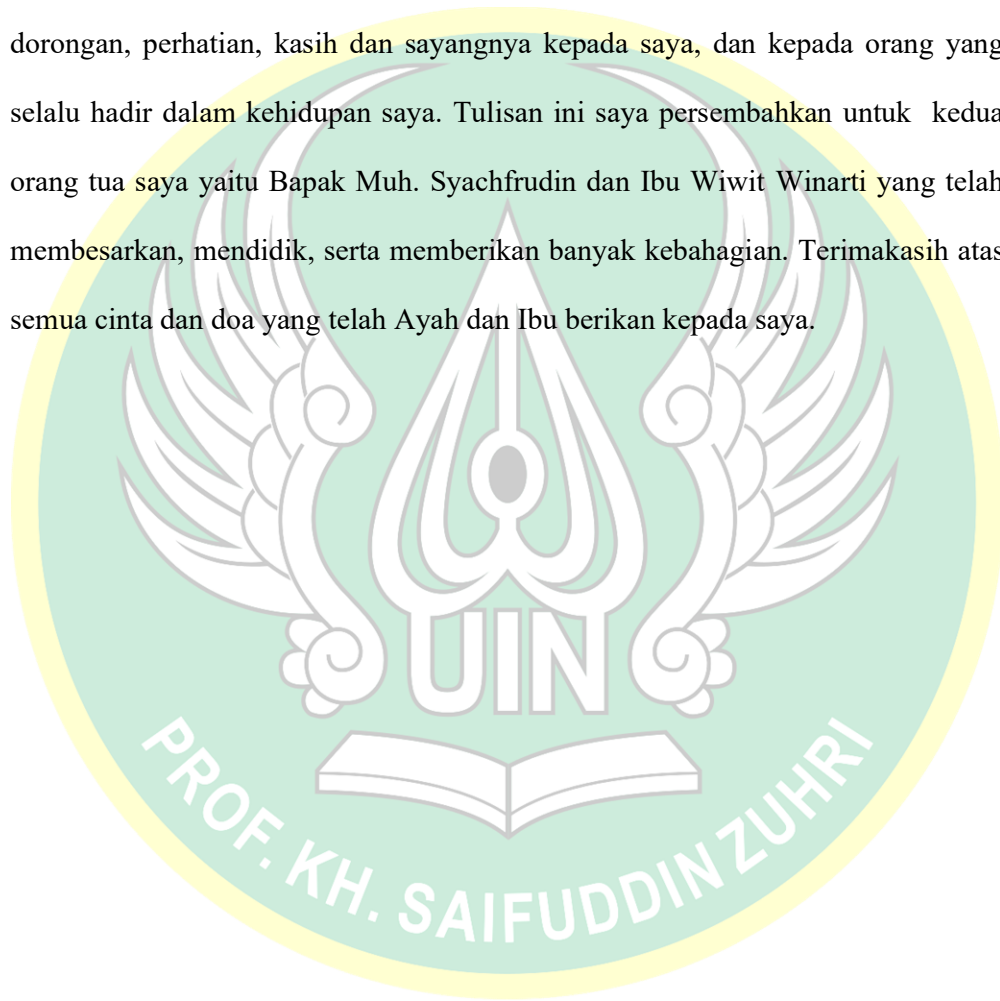 dorongan, perhatian, kasih dan sayangnya kepada saya, dan kepada orang yang
selalu hadir dalam kehidupan saya. Tulisan ini saya persembahkan untuk kedua
orang tua saya yaitu Bapak Muh. Syachfrudin dan Ibu Wiwit Winarti yang telah
membesarkan, mendidik, serta memberikan banyak kebahagian. Terimakasih atas
semua cinta dan doa yang telah Ayah dan Ibu berikan kepada saya.
UIN
PROF. KH. SAIFUDDIN ZUHRI